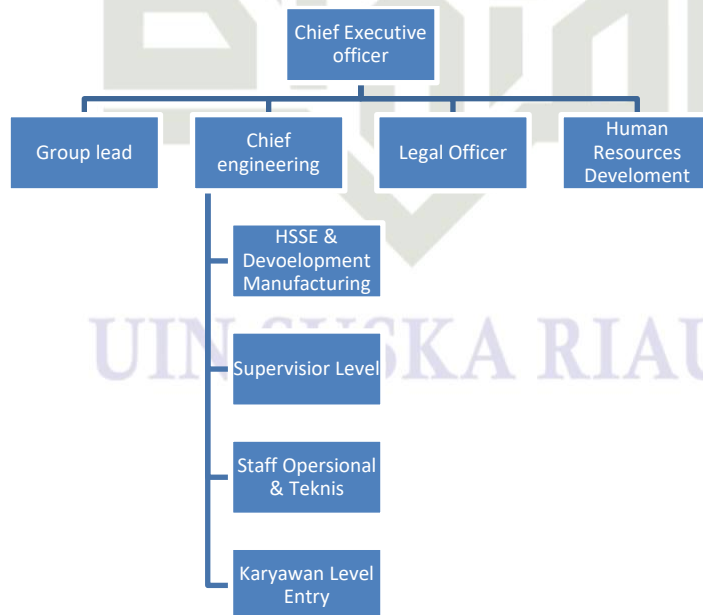 Chief Executive
officer
Group lead
Chief
engineering
Legal Officer
Human
Resources
Develoment
HSSE &
Devoelopment
Manufacturing
Supervisior Level
Staff Opersional
& Teknis
Karyawan Level
Entry
UIN SUSKA RIAU